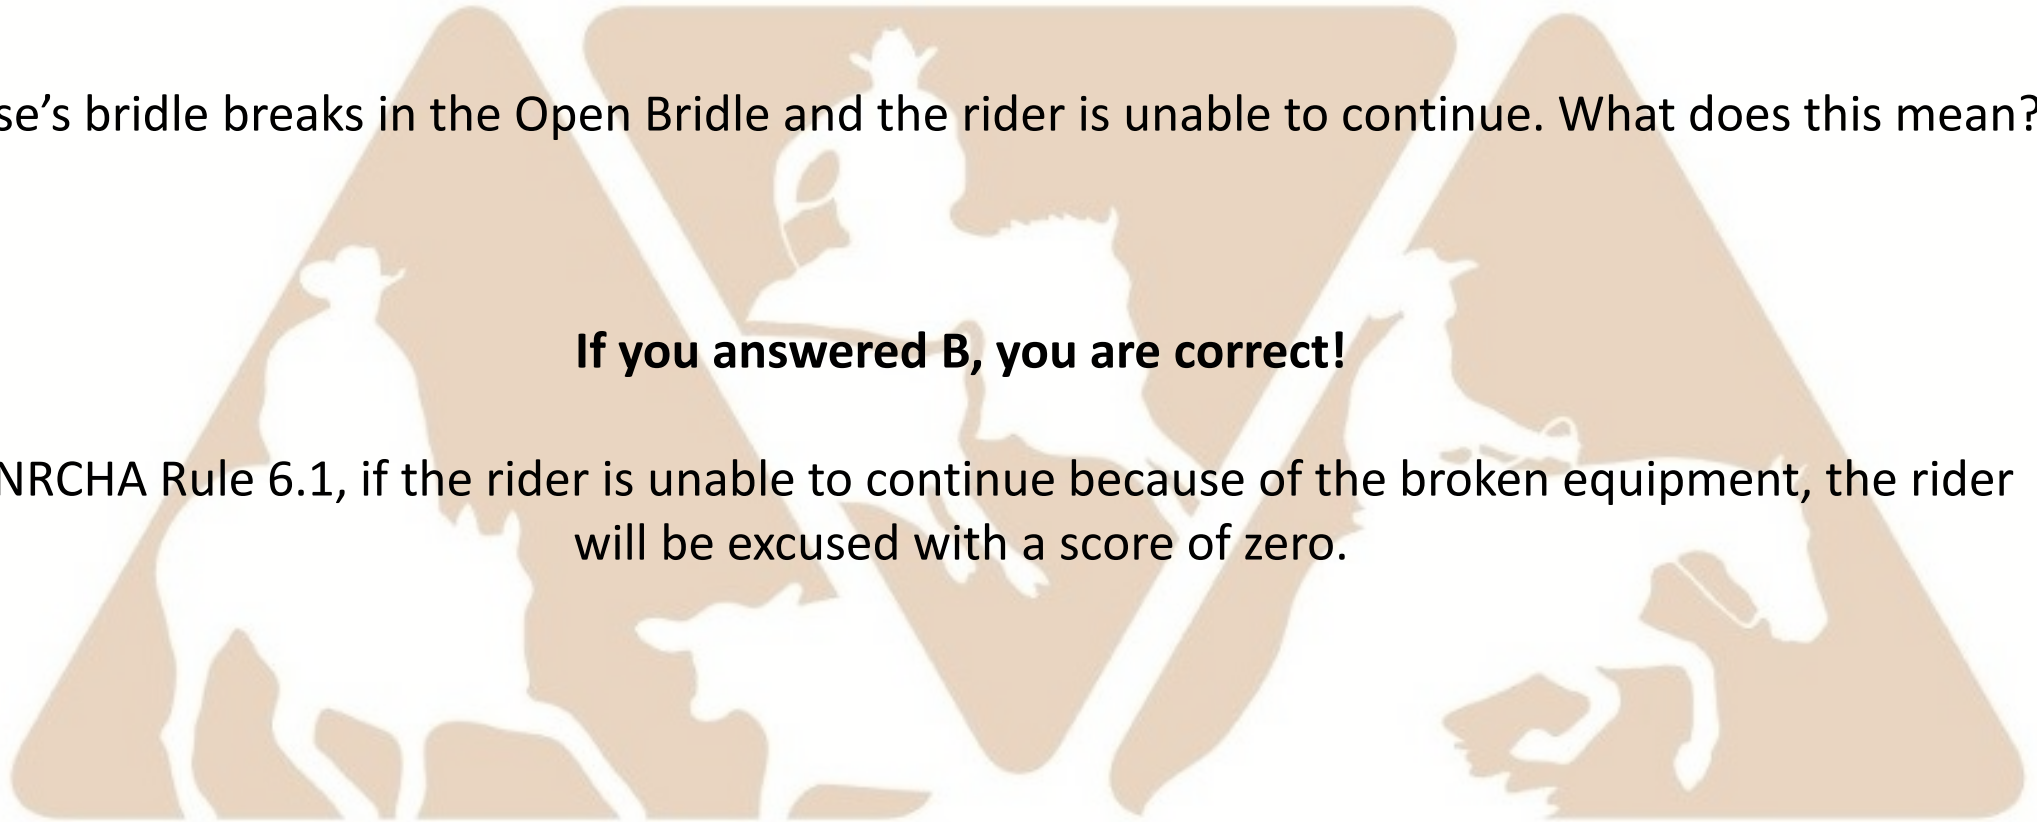 se’s bridle breaks in the Open Bridle and the rider is unable to continue. What does this mean?
If you answered B, you are correct!
NRCHA Rule 6.1, if the rider is unable to continue because of the broken equipment, the rider
will be excused with a score of zero.